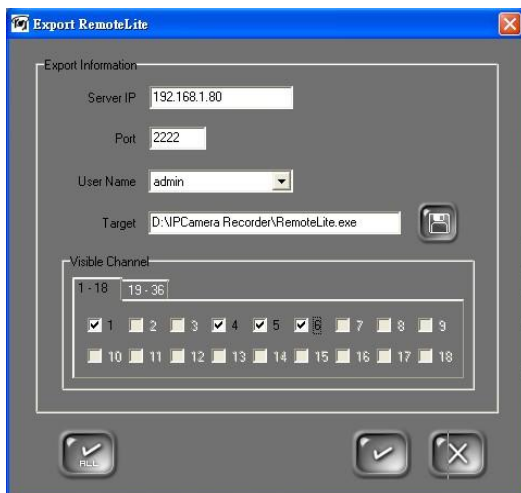 Export RemoteLite
Export Information
Server IP 192.168.1.80
Port 2222
User Name admin
Target D:\IPCamera Recorder\RemoteLite.exe
Visible Channel
1 - 18 19 - 36
1 2 3 4 5 6 7 8 9
10 11 12 13 14 15 16 17 18
ALL